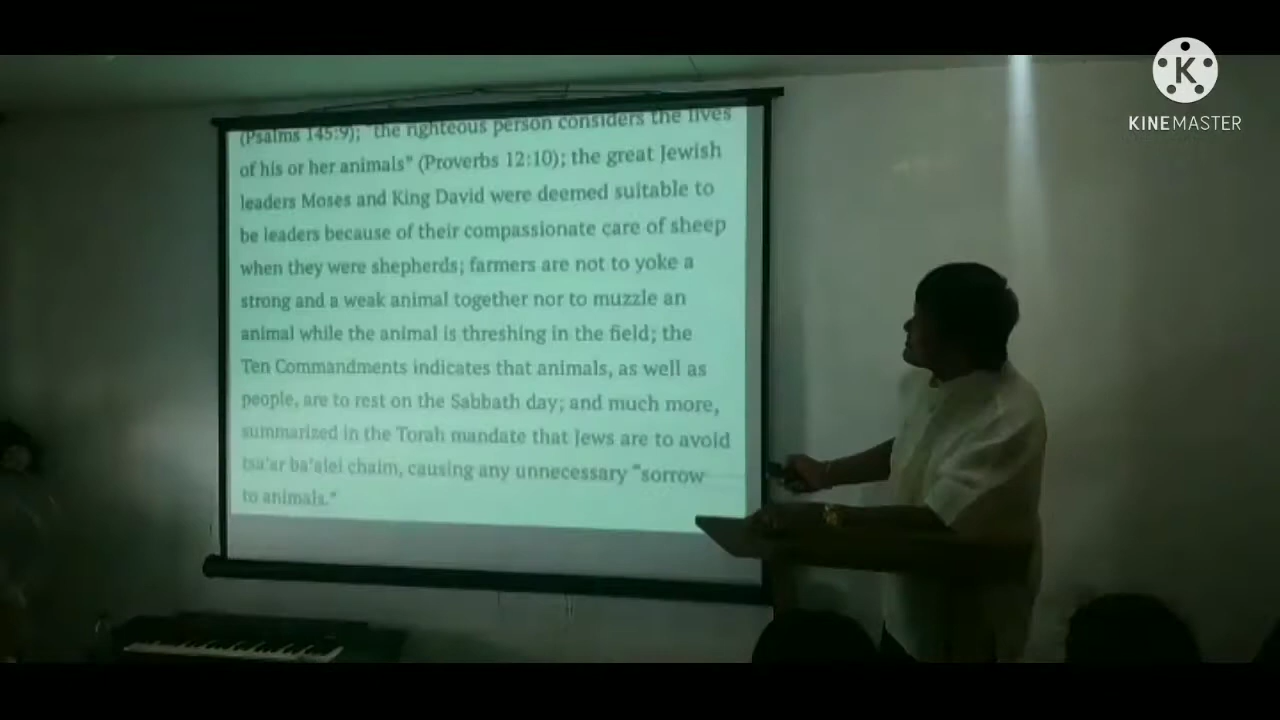 (Psalms 145:9); "the righteous person considers the lives
of his or her animals" (Proverbs 12:10); the great Jewish
leaders Moses and King David were deemed suitable to
be leaders because of their compassionate care of sheep
when they were shepherds; farmers are not to yoke a
strong and a weak animal together nor to muzzle an
animal while the animal is threshing in the field; the
Ten Commandments indicates that animals, as well as
people, are to rest on the Sabbath day; and much more,
summarized in the Torah mandate that Jews are to avoid
tsa'ar ba'alei chaim, causing any unnecessary "sorrow
to animals."
K
KINEMASTER